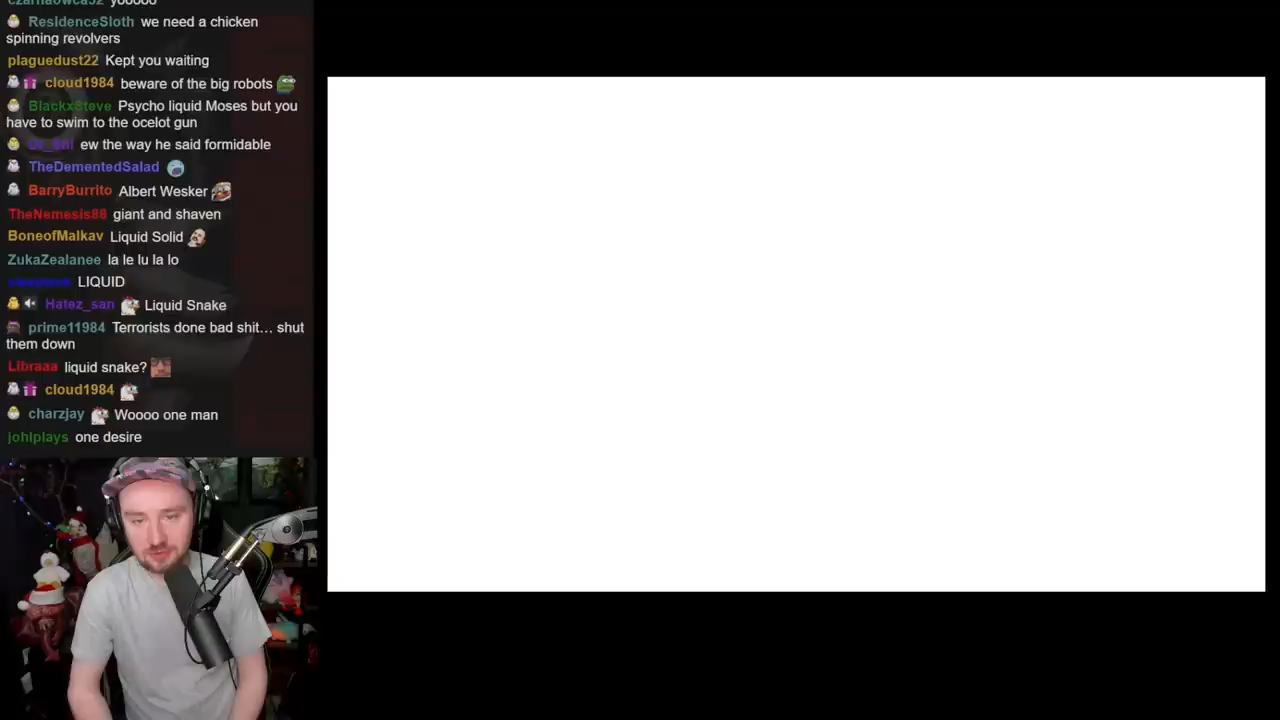 yooooo
ResIdenceSloth we need a chicken
spinning revolvers
plaguedust22 Kept you waiting
cloud1984 beware of the big robots
BlackxSteve Psycho liquid Moses but you
have to swim to the ocelot gun
ew the way he said formidable
TheDementedSalad
BarryBurrito Albert Wesker
TheNemesis88 giant and shaven
BoneofMalkav Liquid Solid
ZukaZealanee la le lu la lo
LIQUID
Hatez_san Liquid Snake
prime11984 Terrorists done bad shit... shut
them down
Libraaa liquid snake?
cloud1984
charzjay Woooo one man
johlplays one desire